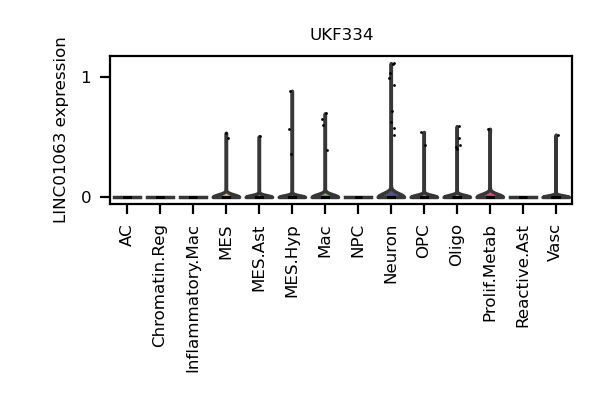 UKF334
LINC01063 expression
1
0
AC
Chromatin.Reg
Inflammatory.Mac
MES
MES.Ast
MES.Hyp
Mac
NPC
Neuron
OPC
Oligo
Prolif.Metab
Reactive.Ast
Vasc